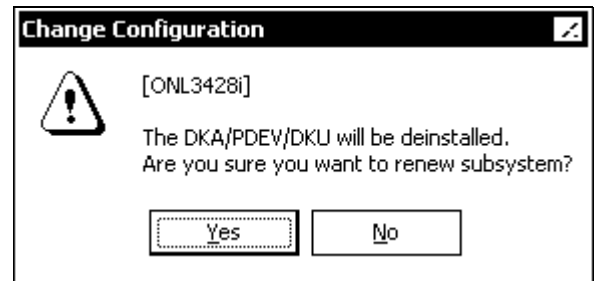 Change Configuration
[ONL3428i]
The DKA/PDEV/DKU will be deinstalled.
Are you sure you want to renew subsystem?
Yes
No